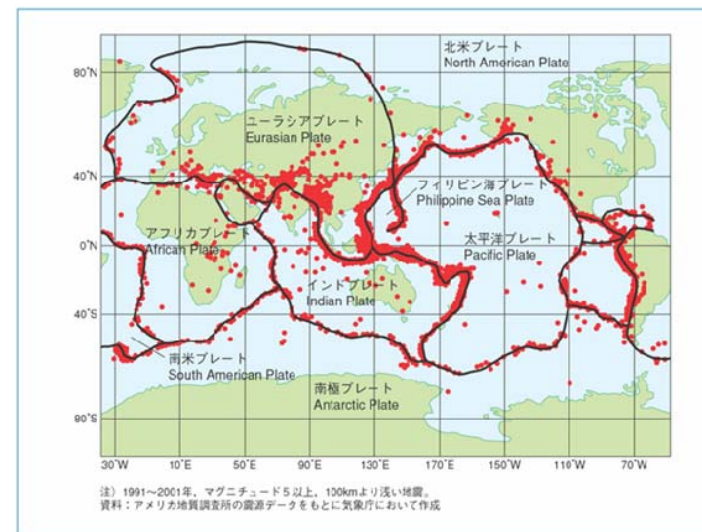 北米プレート
North American Plate
80°N
ユーラシアプレート
Eurasian Plate
40°N
フィリピン海プレート
Philippine Sea Plate
アフリカプレート
African Plate
太平洋プレート
Pacific Plate
0°N
インドプレート
Indian Plate
40°S
南米プレート
South American Plate
南極プレート
Antarctic Plate
90°S
30°W 10°E 50°E 90°E 130°E 170°E 170°W 150°W 110°W 70°W
注）1991～2001年，マグニチュード５以上，100kmより浅い地震。
資料：アメリカ地質調査所の震源データをもとに気象庁において作成